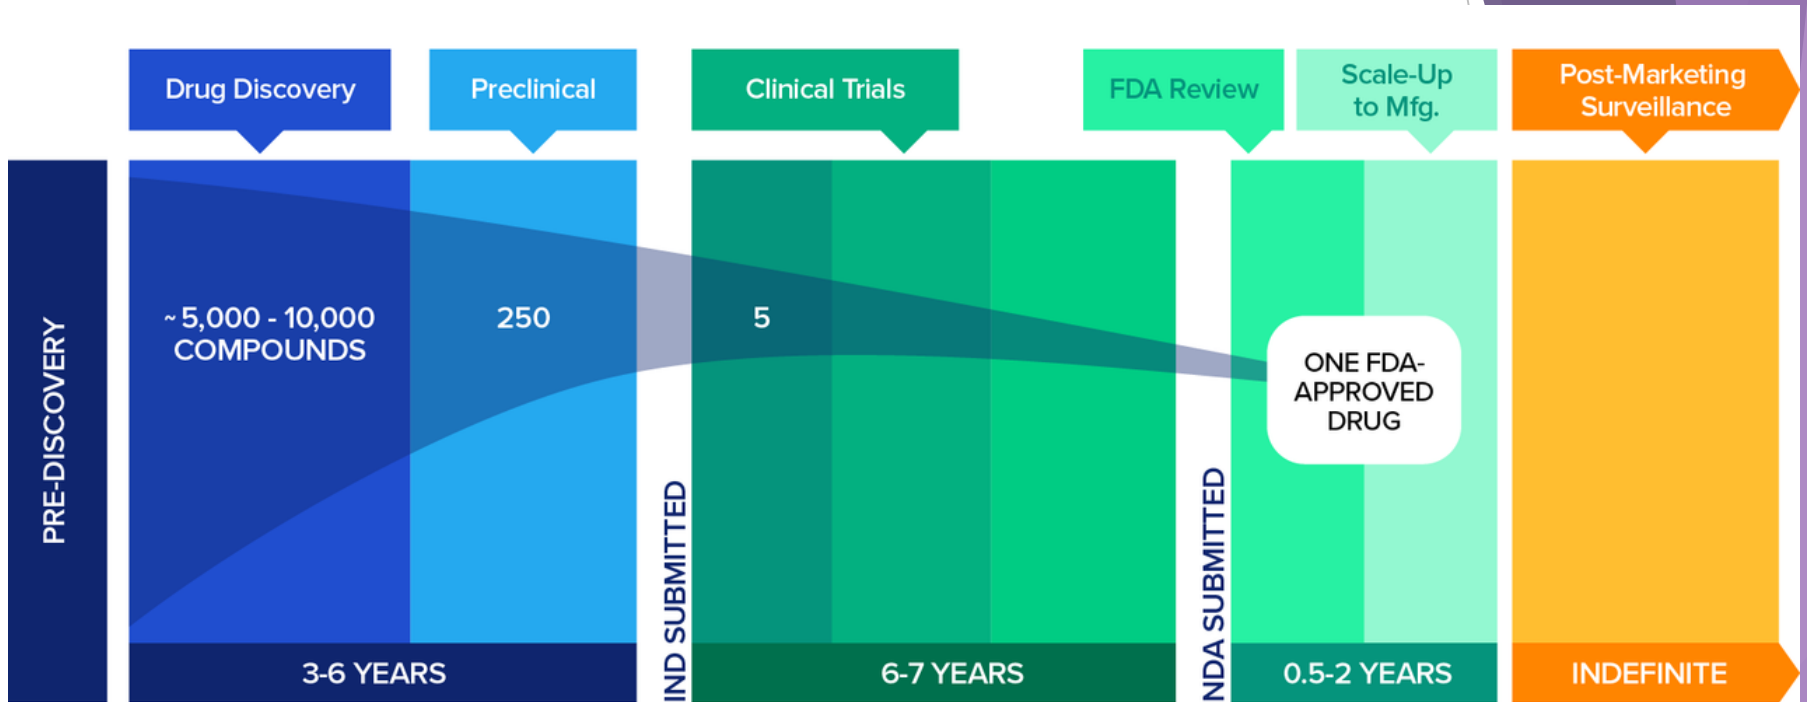 Drug Discovery
Preclinical
Clinical Trials
FDA Review
Scale-Up
to Mfg.
Post-Marketing
Surveillance
PRE-DISCOVERY
~ 5,000 - 10,000
COMPOUNDS
250
IND SUBMITTED
5
NDA SUBMITTED
ONE FDA-
APPROVED
DRUG
3-6 YEARS
6-7 YEARS
0.5-2 YEARS
INDEFINITE